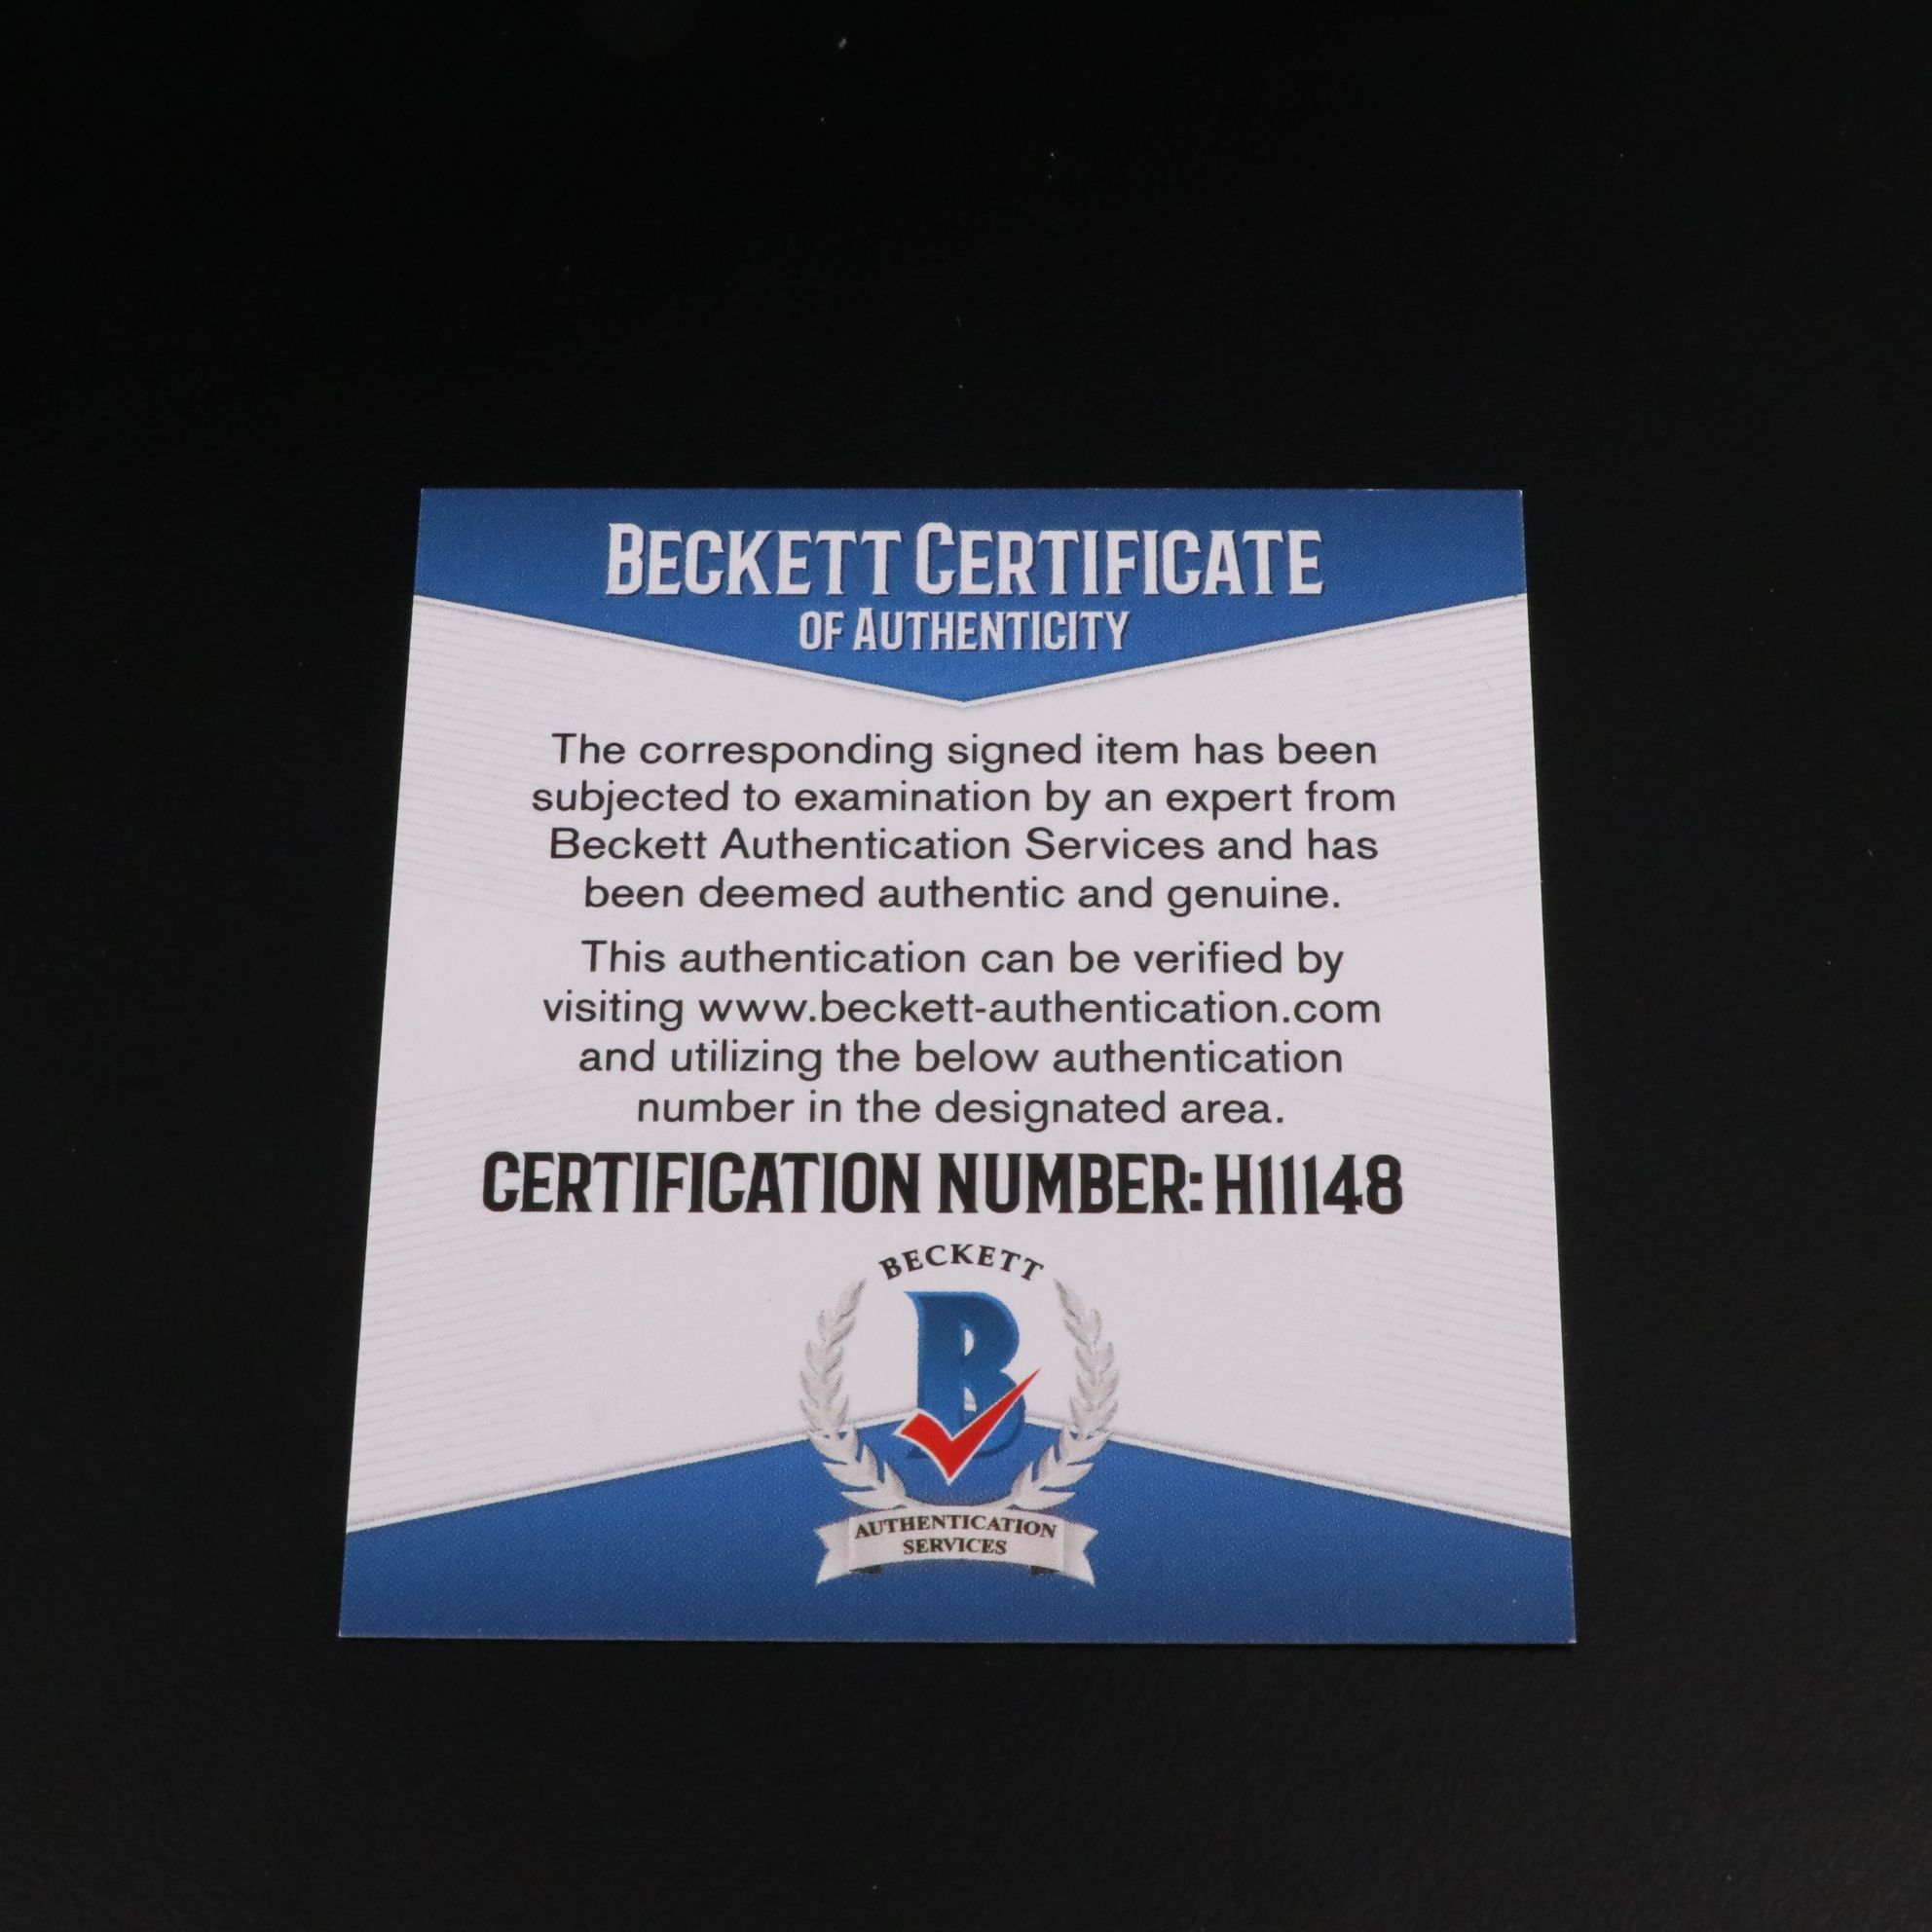 BECKETT CERTIFICATE
OF AUTHENTICITY
The corresponding signed item has been
subjected to examination by an expert from
Beckett Authentication Services and has
been deemed authentic and genuine.
This authentication can be verified by
visiting www.beckett-authentication.com
and utilizing the below authentication
number in the designated area.
CERTIFICATION NUMBER: H11148
BECKETT
B
AUTHENTICATION
SERVICES